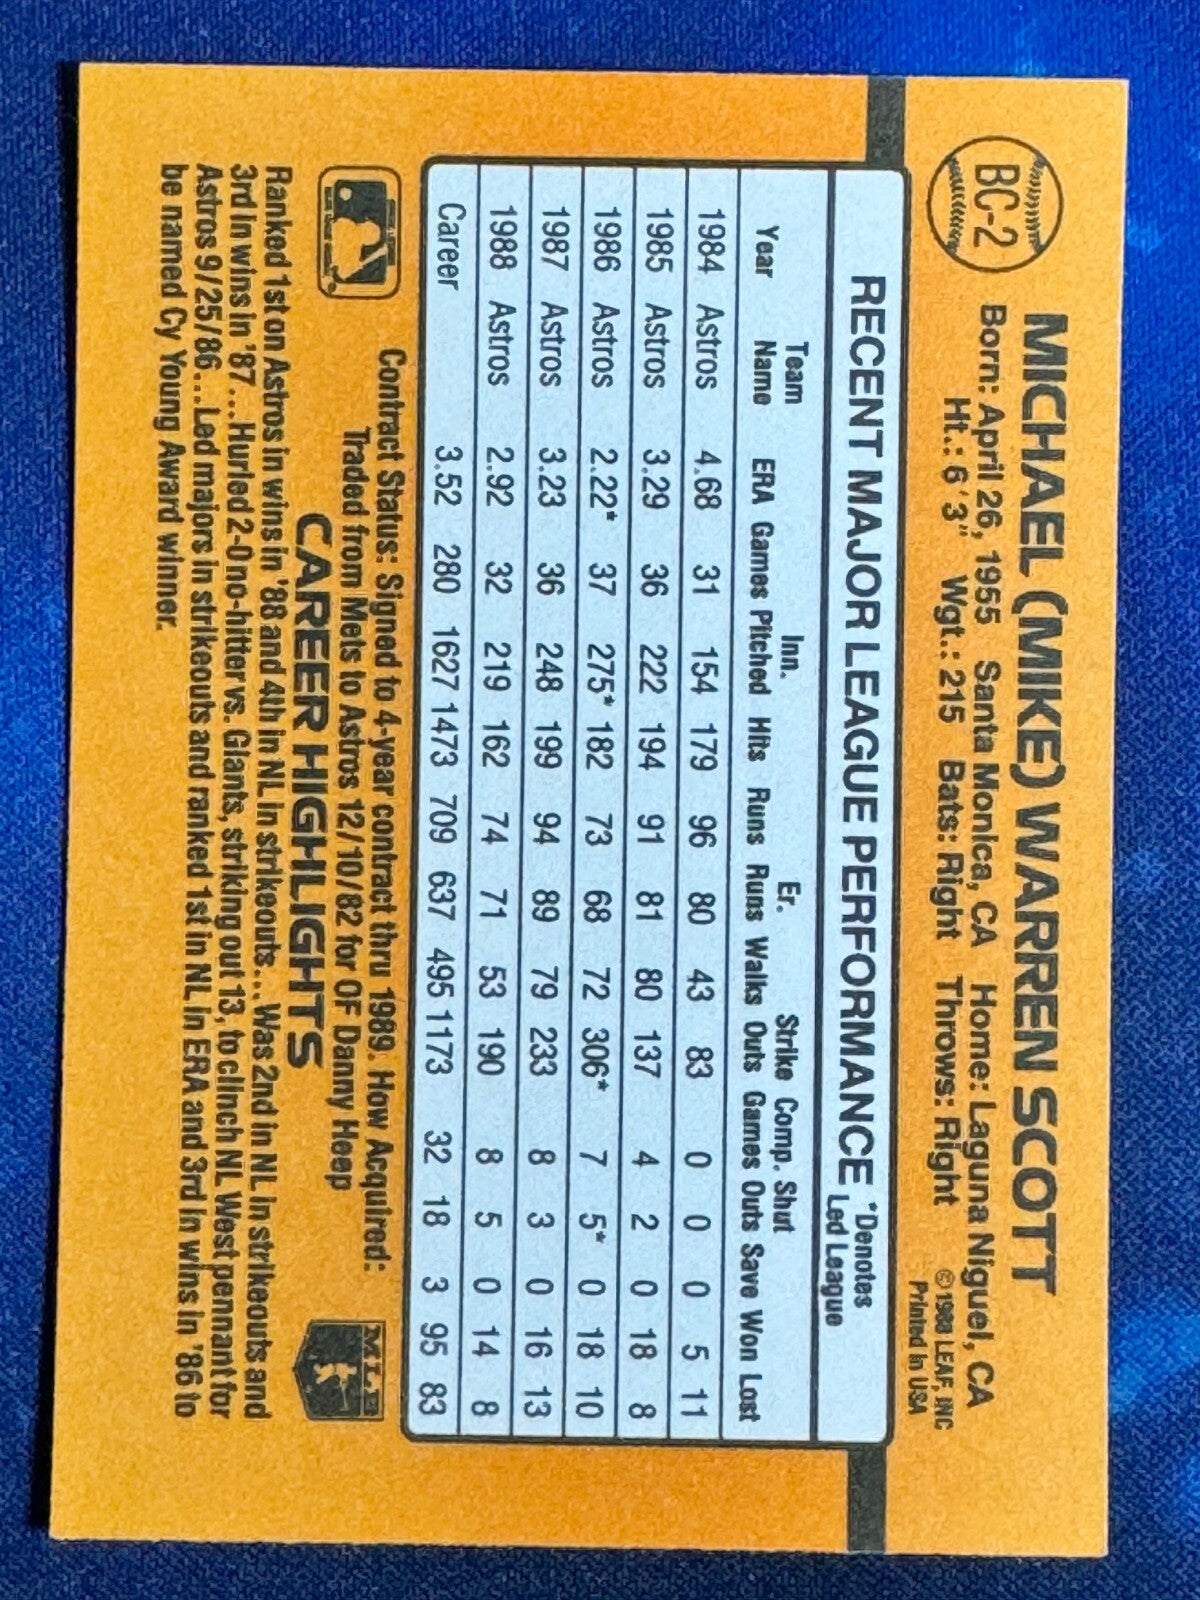 BC-2
MICHAEL (MIKE) WARREN SCOTT
Born: April 26, 1955 Santa Monica, CA Home: Laguna Niguel, CA
Ht.: 6'3" Wgt.: 215 Bats: Right Throws: Right
© 1988 LEAF, INC
Printed in USA
RECENT MAJOR LEAGUE PERFORMANCE *Denotes Led League
Year Team Name ERA Games Inn. Pitched Hits Runs Er. Runs Walks Strike Outs Comp. Games Shut Outs Save Won Lost
1984 Astros 4.68 31 154 179 96 80 43 83 0 0 0 5 11
1985 Astros 3.29 36 222 194 91 81 80 137 4 2 0 18 8
1986 Astros 2.22* 37 275* 182 73 68 72 306* 7 5* 0 18 10
1987 Astros 3.23 36 248 199 94 89 79 233 8 3 0 16 13
1988 Astros 2.92 32 219 162 74 71 53 190 8 5 0 14 8
Career 3.52 280 1627 1473 709 637 495 1173 32 18 3 95 83
Contract Status: Signed to 4-year contract thru 1989. How Acquired:
Traded from Mets to Astros 12/10/82 for OF Danny Heep
CAREER HIGHLIGHTS
Ranked 1st on Astros in wins in '88 and 4th in NL in strikeouts...Was 2nd in NL in strikeouts and
3rd in wins in '87...Hurled 2-0 no-hitter vs. Giants, striking out 13, to clinch NL West pennant for
Astros 9/25/86...Led majors in strikeouts and ranked 1st in NL in ERA and 3rd in wins in '86 to
be named Cy Young Award winner.